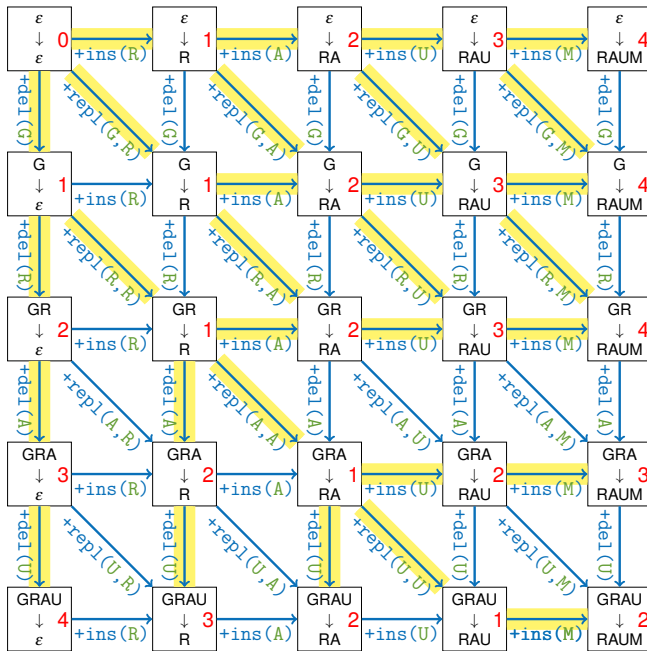 ε ε ε ε ε
↓ 0 ↓ 1 ↓ 2 ↓ 3 ↓ 4
+ins(R) +ins(A) +ins(U) +ins(M)
ε R RA RAU RAUM
+del(G) +repl(G,R) +del(G) +repl(G,A) +del(G) +repl(G,U) +del(G) +repl(G,M) +del(G)
G G G G G
↓ 1 ↓ 1 ↓ 2 ↓ 3 ↓ 4
+ins(R) +ins(A) +ins(U) +ins(M)
ε R RA RAU RAUM
+del(R) +repl(R,R) +del(R) +repl(R,A) +del(R) +repl(R,U) +del(R) +repl(R,M) +del(R)
GR GR GR GR GR
↓ 2 ↓ 1 ↓ 2 ↓ 3 ↓ 4
+ins(R) +ins(A) +ins(U) +ins(M)
ε R RA RAU RAUM
+del(A) +repl(A,R) +del(A) +repl(A,A) +del(A) +repl(A,U) +del(A) +repl(A,M) +del(A)
GRA GRA GRA GRA GRA
↓ 3 ↓ 2 ↓ 1 ↓ 2 ↓ 3
+ins(R) +ins(A) +ins(U) +ins(M)
ε R RA RAU RAUM
+del(U) +repl(U,R) +del(U) +repl(U,A) +del(U) +repl(U,U) +del(U) +repl(U,M) +del(U)
GRAU GRAU GRAU GRAU GRAU
↓ 4 ↓ 3 ↓ 2 ↓ 1 ↓ 2
+ins(R) +ins(A) +ins(U) +ins(M)
ε R RA RAU RAUM